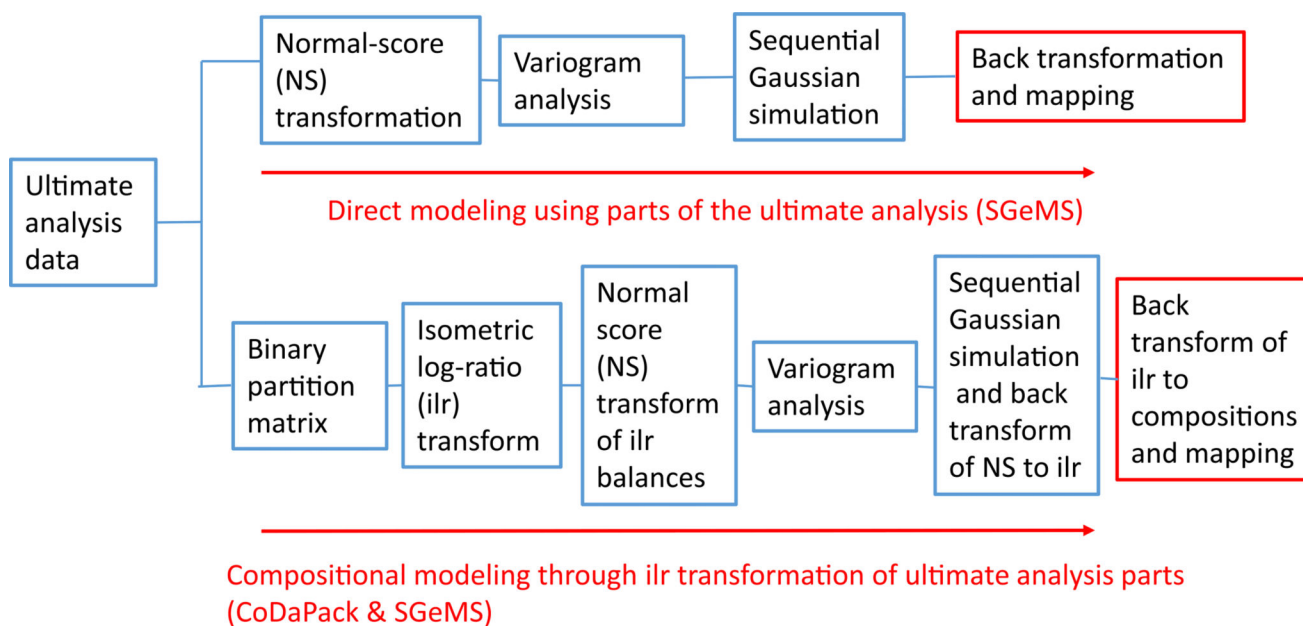 Ultimate
analysis
data
Normal-score
(NS)
transformation
Variogram
analysis
Sequential
Gaussian
simulation
Back transformation
and mapping
Direct modeling using parts of the ultimate analysis (SGeMS)
Binary
partition
matrix
Isometric
log-ratio
(ilr)
transform
Normal
score
(NS)
transform
of ilr
balances
Variogram
analysis
Sequential
Gaussian
simulation
and back
transform
of NS to ilr
Back
transform of
ilr to
compositions
and mapping
Compositional modeling through ilr transformation of ultimate analysis parts
(CoDaPack & SGeMS)